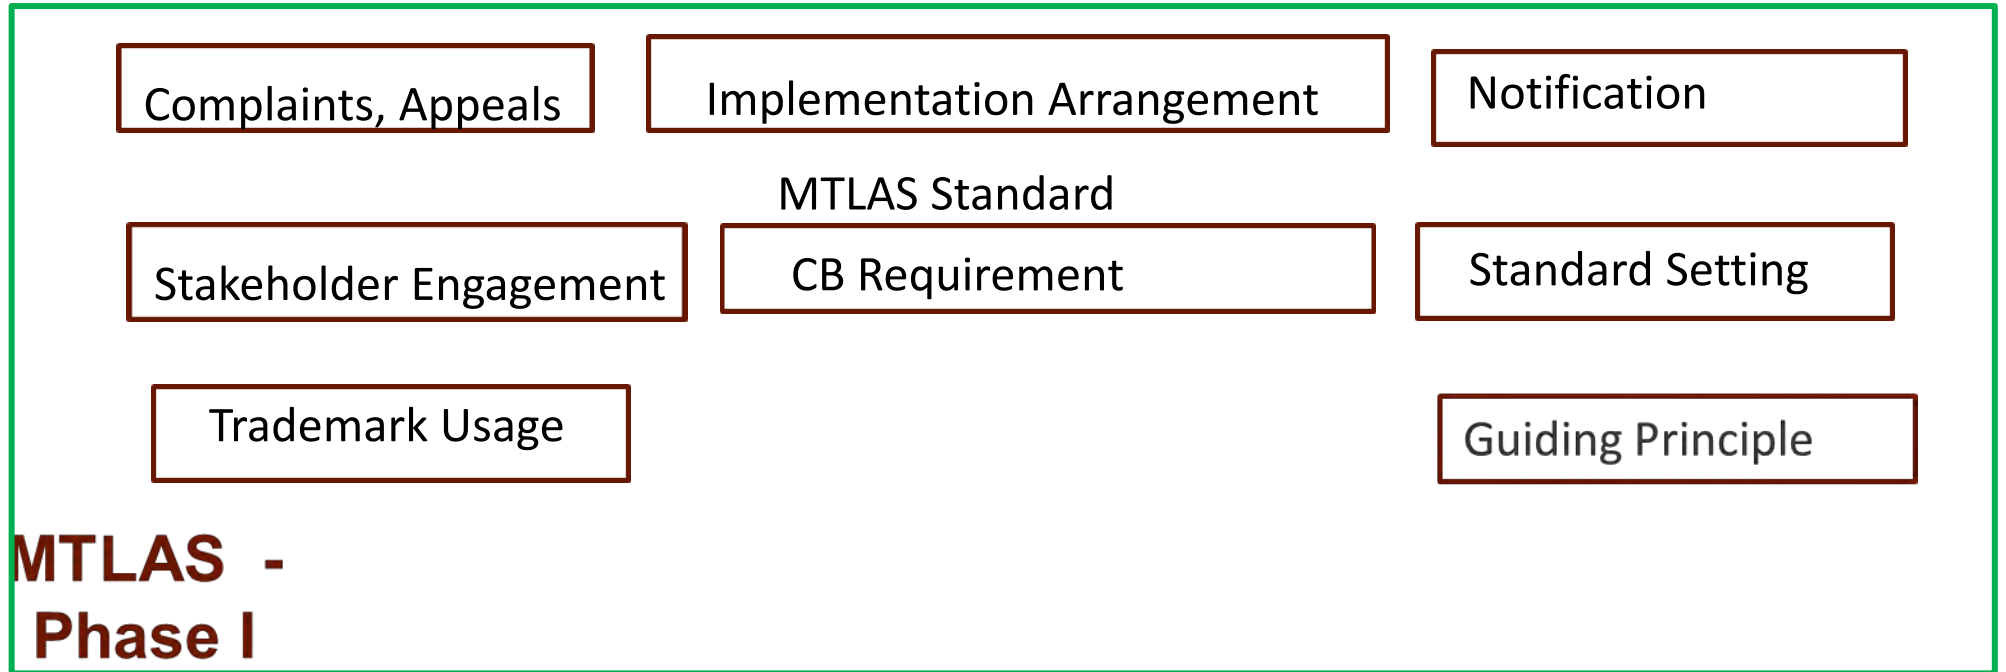 Complaints, Appeals
Implementation Arrangement
Notification
MTLAS Standard
Stakeholder Engagement
CB Requirement
Standard Setting
Trademark Usage
Guiding Principle
MTLAS -
Phase I